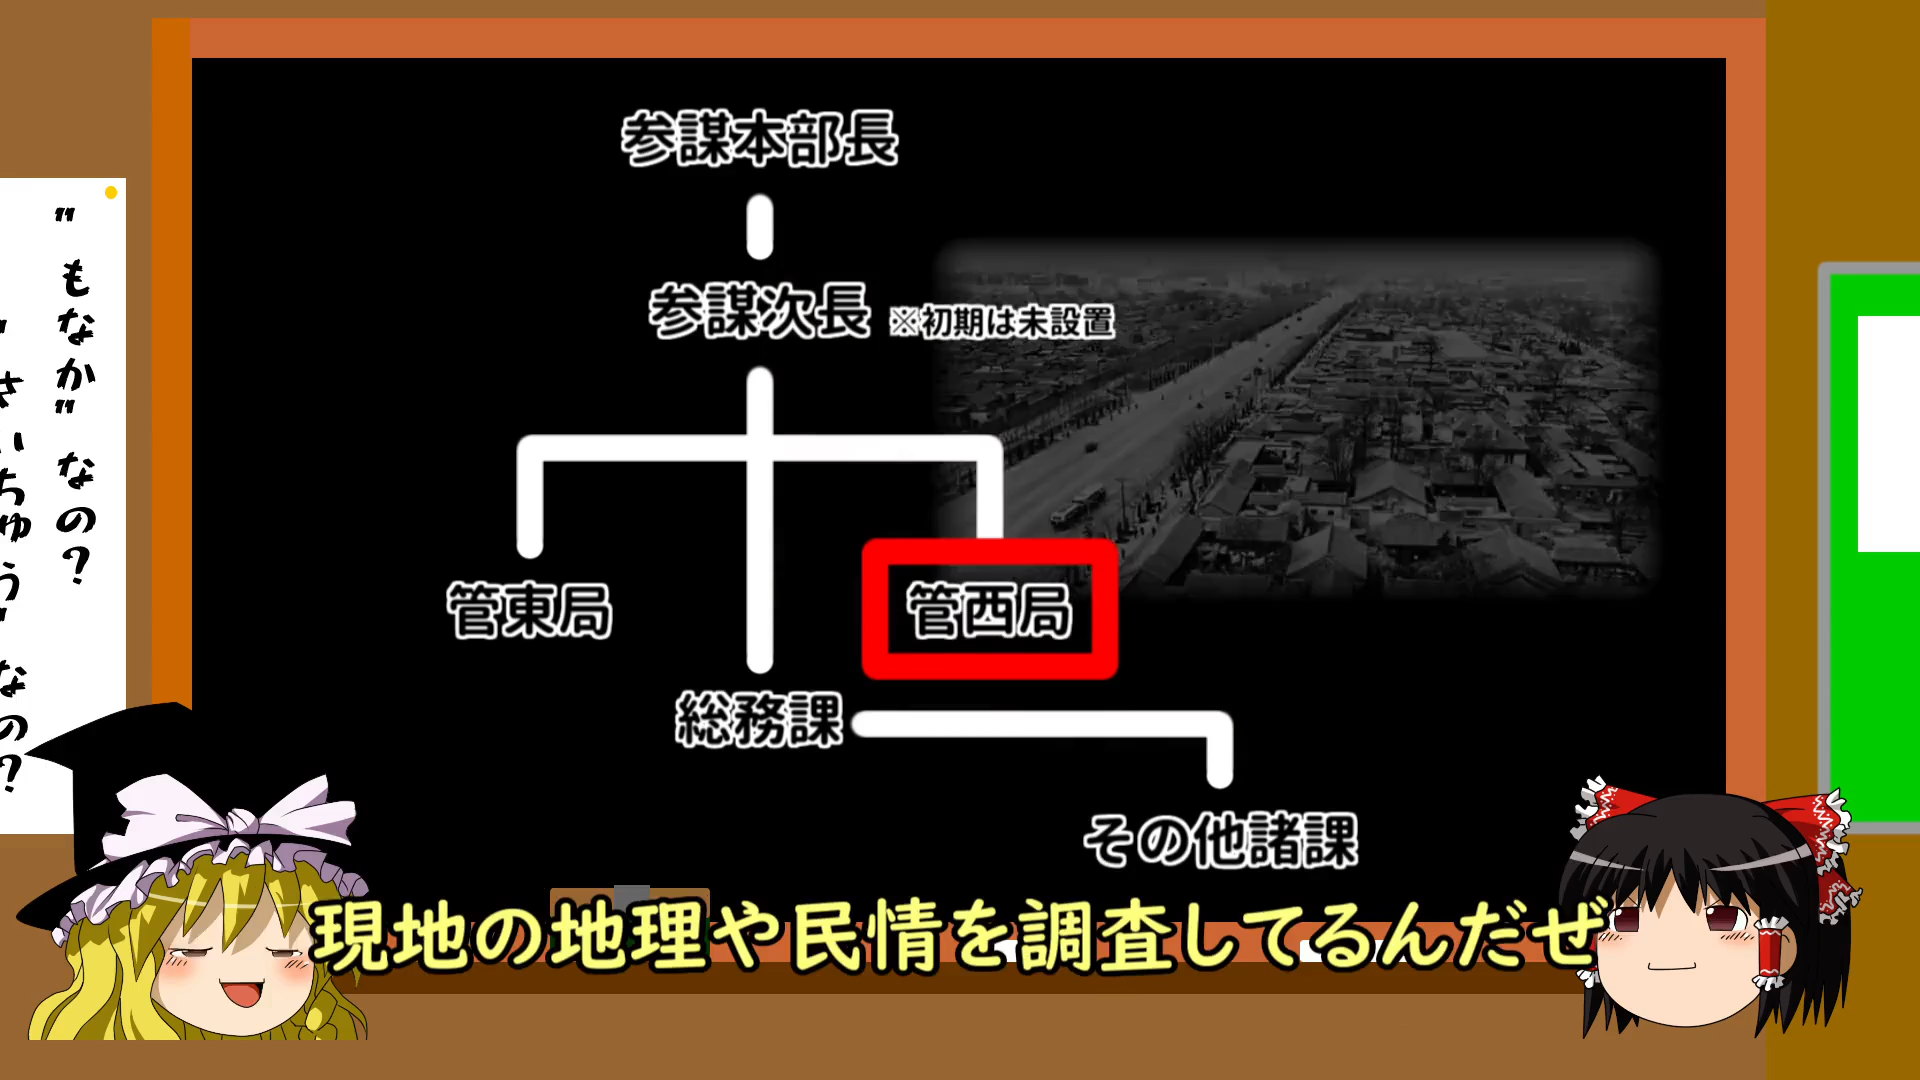 参謀本部長
参謀次長 ※初期は未設置
管東局
管西局
総務課
その他諸課
現地の地理や民情を調査してるんだぜ
"もなか"なの?
"さいちゅう"なの?